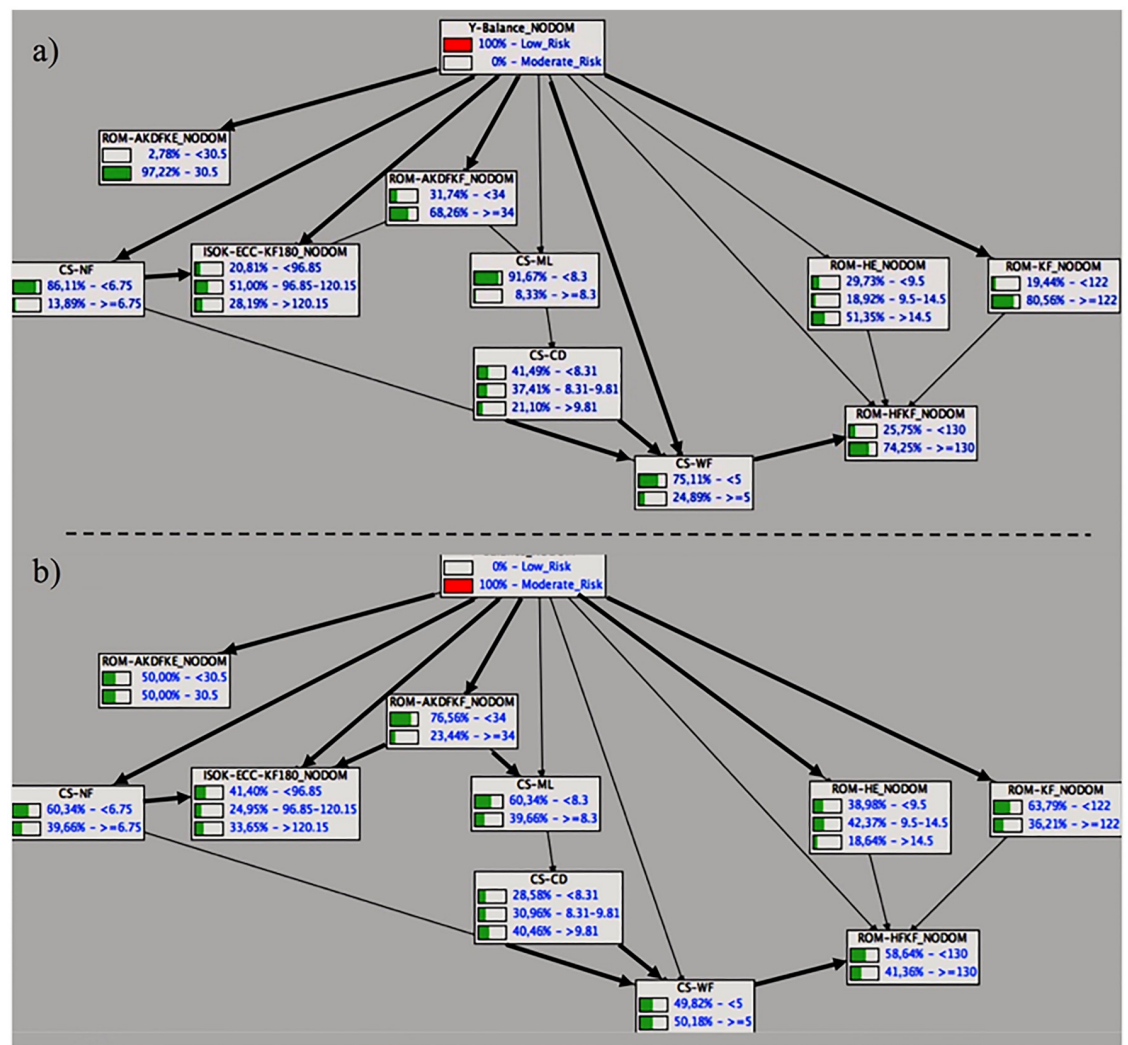 a)
Y-Balance_NODOM
100% - Low_Risk
0% - Moderate_Risk
ROM-AKDFKE_NODOM
2,78% - <30.5
97,22% - 30.5
ROM-AKDFKF_NODOM
31,74% - <34
68,26% - >=34
CS-NF
86,11% - <6.75
13,89% - >=6.75
ISOK-ECC-KF180_NODOM
20,81% - <96.85
51,00% - 96.85-120.15
28,19% - >120.15
CS-ML
91,67% - <8.3
8,33% - >=8.3
ROM-HE_NODOM
29,73% - <9.5
18,92% - 9.5-14.5
51,35% - >14.5
ROM-KF_NODOM
19,44% - <122
80,56% - >=122
CS-CD
41,49% - <8.31
37,41% - 8.31-9.81
21,10% - >9.81
ROM-HFKF_NODOM
25,75% - <130
74,25% - >=130
CS-WF
75,11% - <5
24,89% - >=5
b)
0% - Low_Risk
100% - Moderate_Risk
ROM-AKDFKE_NODOM
50,00% - <30.5
50,00% - 30.5
ROM-AKDFKF_NODOM
76,56% - <34
23,44% - >=34
CS-NF
60,34% - <6.75
39,66% - >=6.75
ISOK-ECC-KF180_NODOM
41,40% - <96.85
24,95% - 96.85-120.15
33,65% - >120.15
CS-ML
60,34% - <8.3
39,66% - >=8.3
ROM-HE_NODOM
38,98% - <9.5
42,37% - 9.5-14.5
18,64% - >14.5
ROM-KF_NODOM
63,79% - <122
36,21% - >=122
CS-CD
28,58% - <8.31
30,96% - 8.31-9.81
40,46% - >9.81
ROM-HFKF_NODOM
58,64% - <130
41,36% - >=130
CS-WF
49,82% - <5
50,18% - >=5